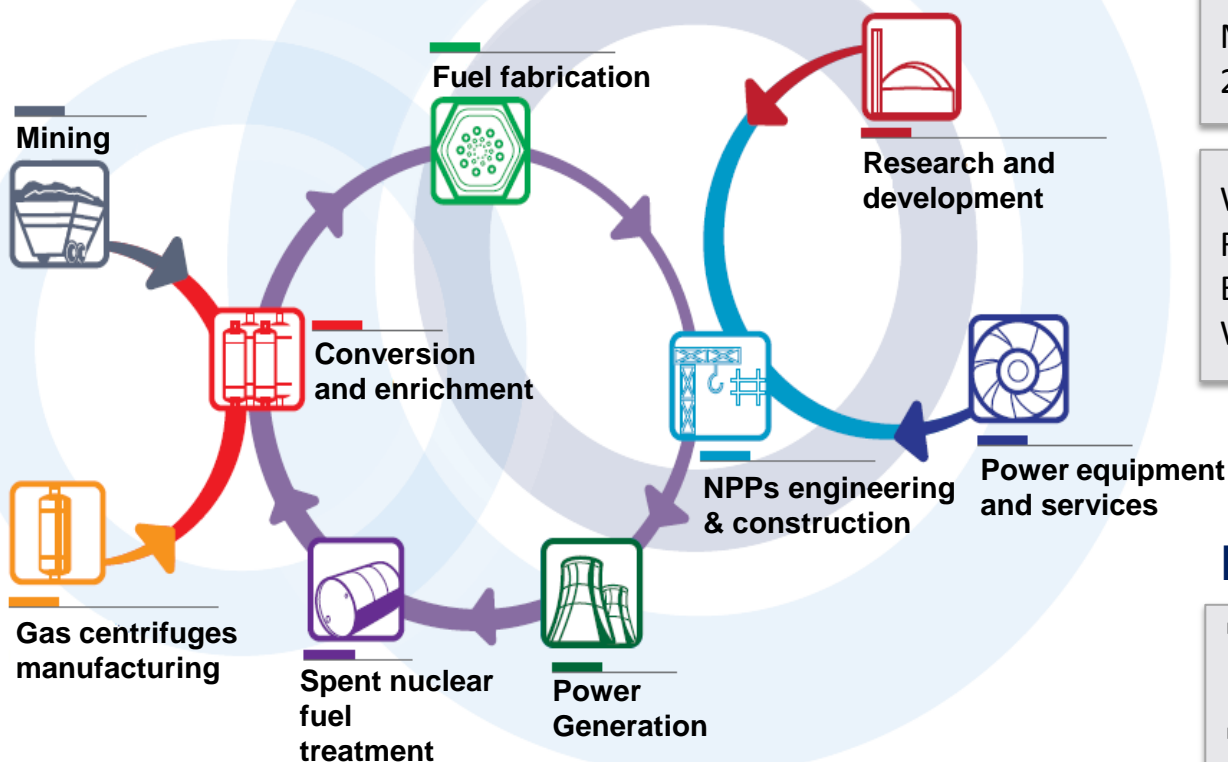 Fuel fabrication
Mining
Research and
development
Conversion
and enrichment
NPPs engineering
& construction
Power equipment
and services
Gas centrifuges
manufacturing
Spent nuclear
fuel
treatment
Power
Generation